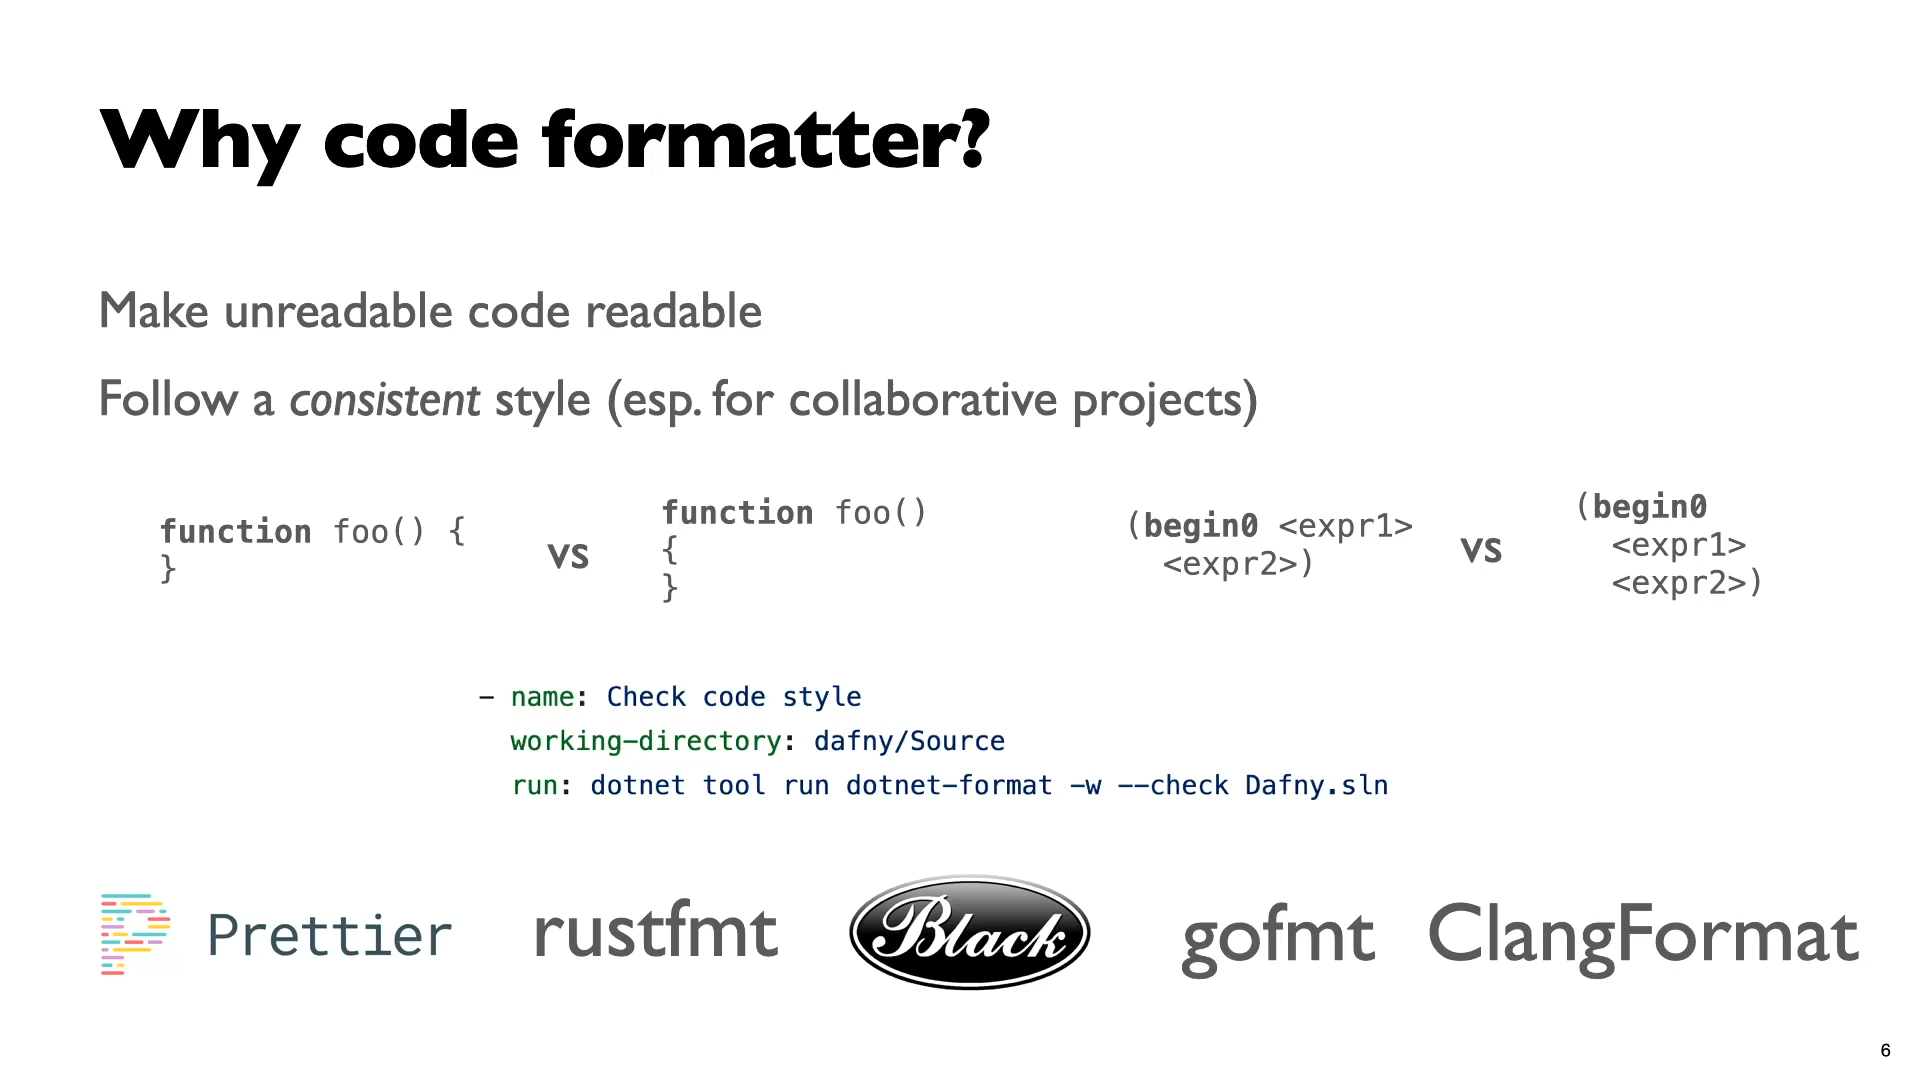 Why code formatter?
Make unreadable code readable
Follow a consistent style (esp. for collaborative projects)
function foo() {
}
vs
function foo()
{
}
(begin0 <expr1>
  <expr2>)
vs
(begin0
  <expr1>
  <expr2>)
- name: Check code style
  working-directory: dafny/Source
  run: dotnet tool run dotnet-format -w --check Dafny.sln
Prettier
rustfmt
Black
gofmt
ClangFormat
6